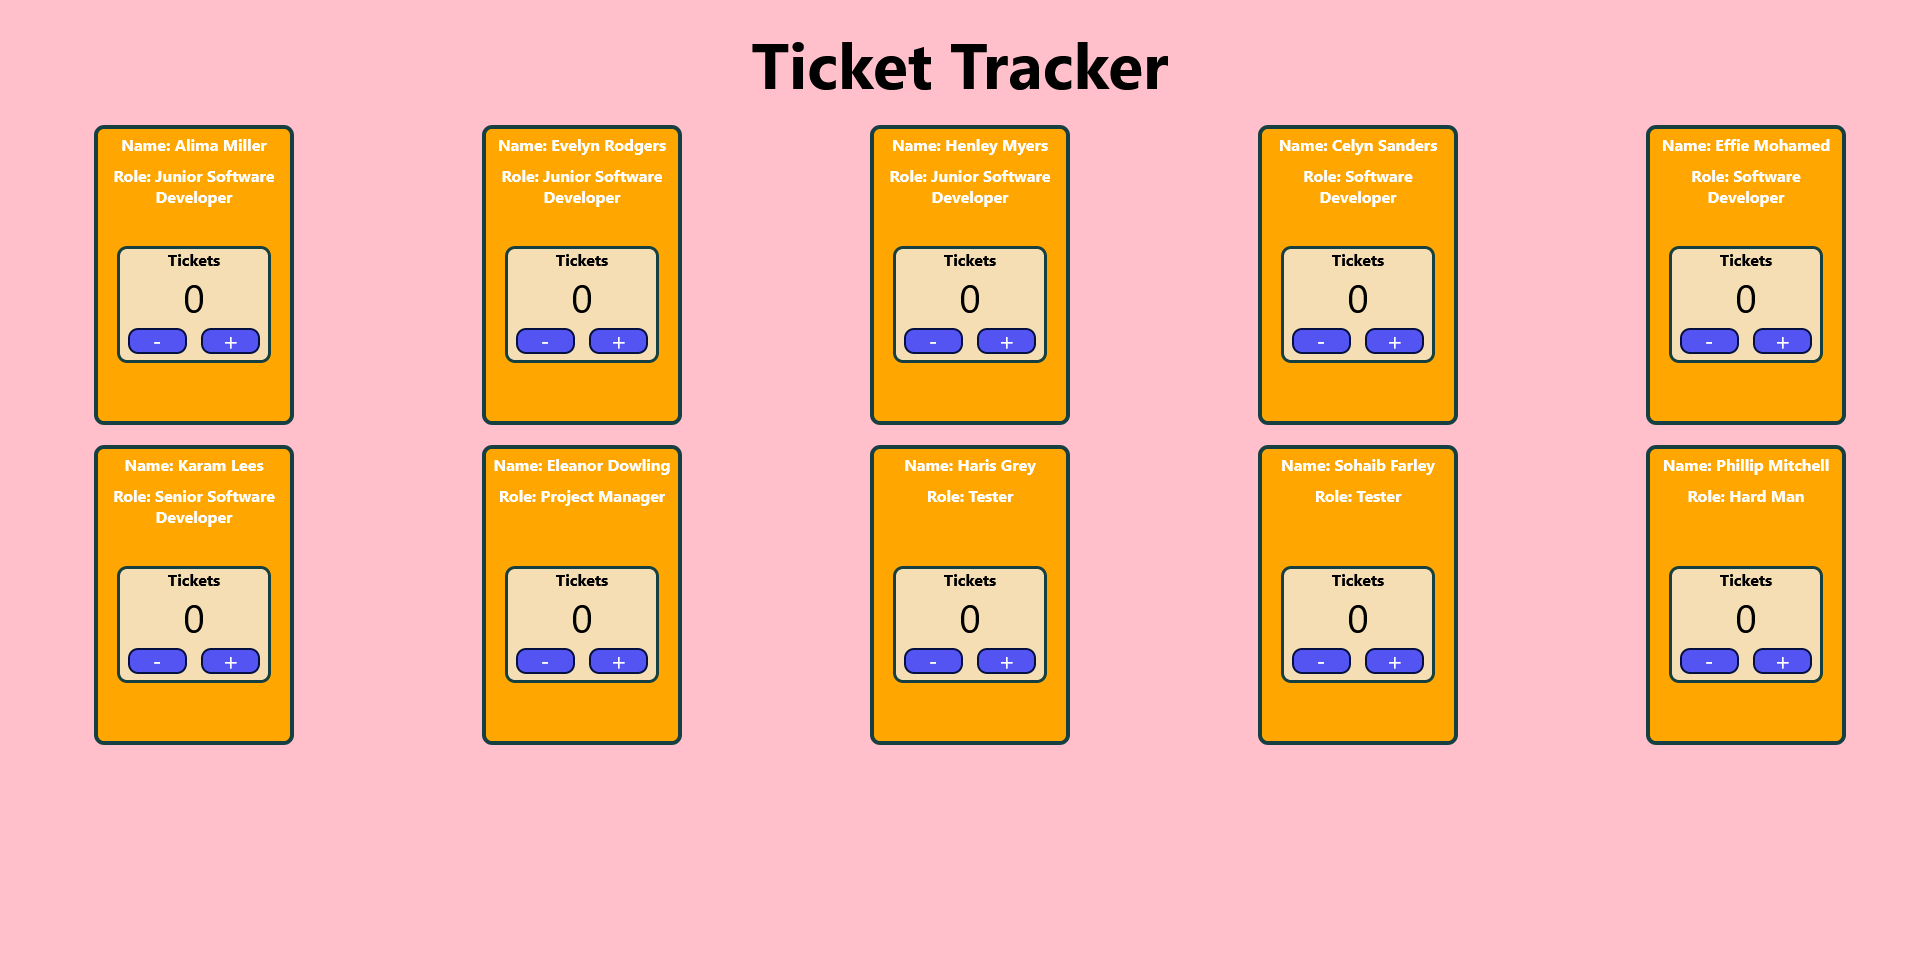 Ticket Tracker
Name: Alima Miller
Role: Junior Software
Developer
Tickets
0
- +
Name: Evelyn Rodgers
Role: Junior Software
Developer
Tickets
0
- +
Name: Henley Myers
Role: Junior Software
Developer
Tickets
0
- +
Name: Celyn Sanders
Role: Software
Developer
Tickets
0
- +
Name: Effie Mohamed
Role: Software
Developer
Tickets
0
- +
Name: Karam Lees
Role: Senior Software
Developer
Tickets
0
- +
Name: Eleanor Dowling
Role: Project Manager
Tickets
0
- +
Name: Haris Grey
Role: Tester
Tickets
0
- +
Name: Sohaib Farley
Role: Tester
Tickets
0
- +
Name: Phillip Mitchell
Role: Hard Man
Tickets
0
- +